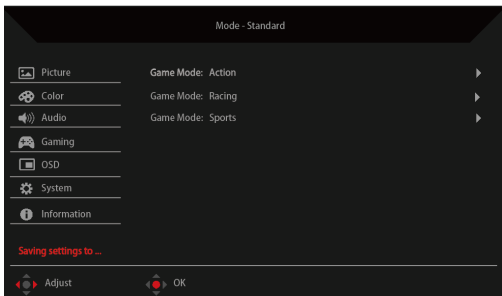 Mode - Standard
Picture
Game Mode: Action
Color
Game Mode: Racing
Audio
Game Mode: Sports
Gaming
OSD
System
Information
Saving settings to ...
Adjust
OK